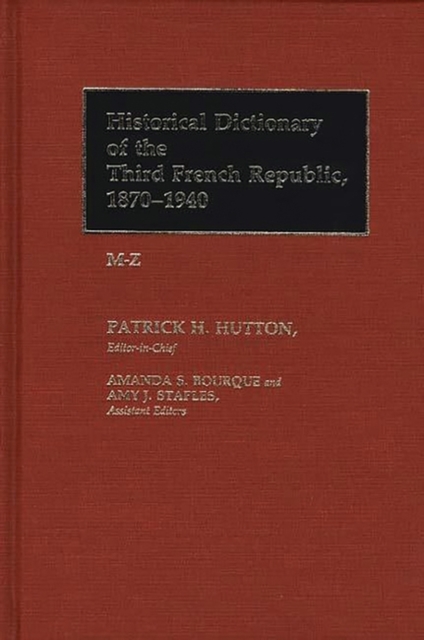 Historical Dictionary
of the
Third French Republic,
1870–1940
M-Z
PATRICK H. HUTTON,
Editor-in-Chief
AMANDA S. BOURQUE and
AMY J. STAPLES,
Assistant Editors